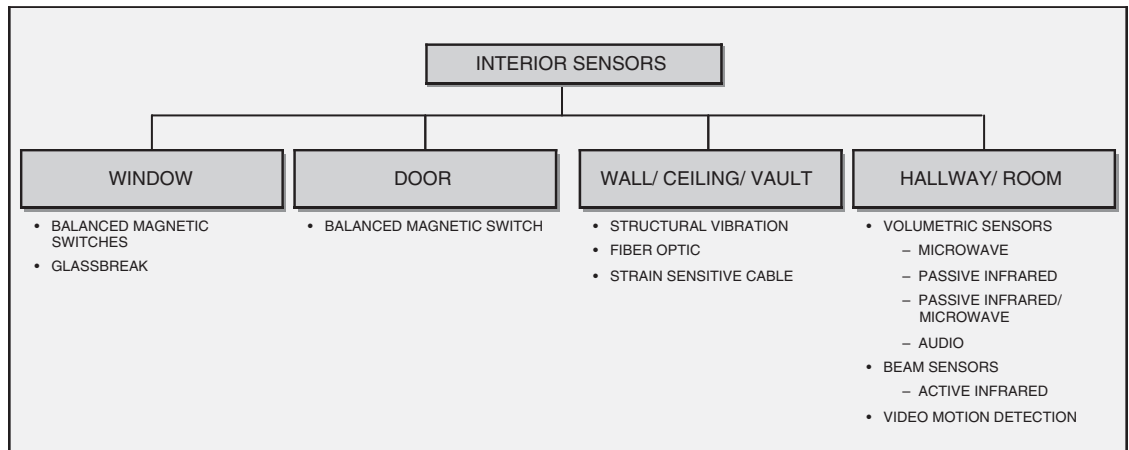 INTERIOR SENSORS
WINDOW
• BALANCED MAGNETIC
SWITCHES
• GLASSBREAK
DOOR
• BALANCED MAGNETIC SWITCH
WALL/ CEILING/ VAULT
• STRUCTURAL VIBRATION
• FIBER OPTIC
• STRAIN SENSITIVE CABLE
HALLWAY/ ROOM
• VOLUMETRIC SENSORS
– MICROWAVE
– PASSIVE INFRARED
– PASSIVE INFRARED/
MICROWAVE
– AUDIO
• BEAM SENSORS
– ACTIVE INFRARED
• VIDEO MOTION DETECTION